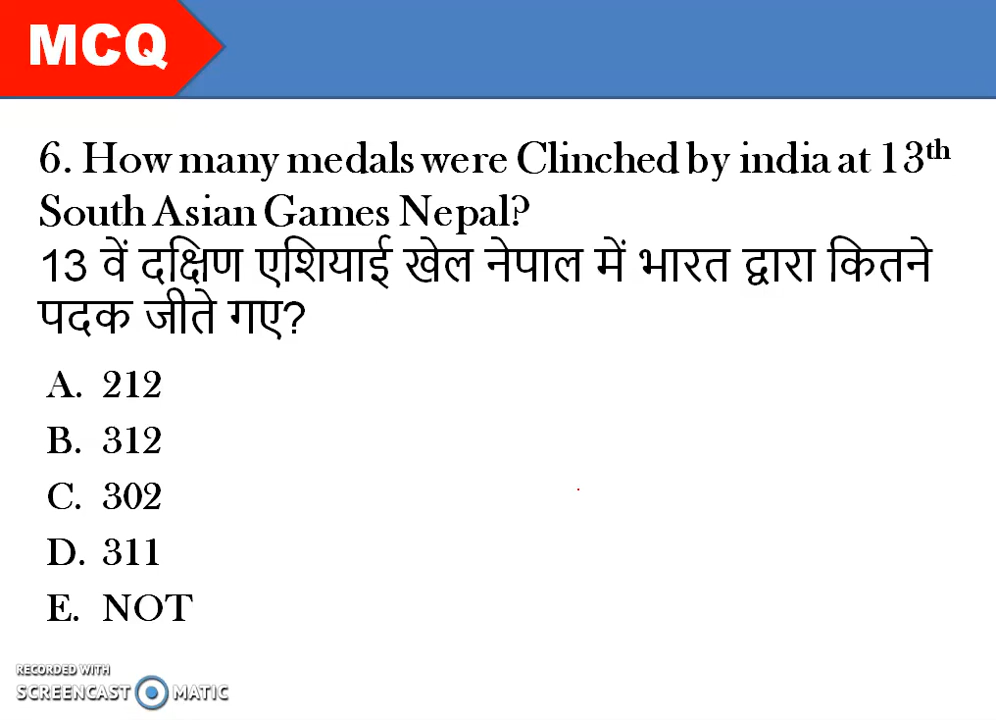 MCQ
6. How many medals were Clinched by india at 13th
South Asian Games Nepal?
13 वें दक्षिण एशियाई खेल नेपाल में भारत द्वारा कितने
पदक जीते गए?
A. 212
B. 312
C. 302
D. 311
E. NOT
RECORDED WITH
SCREENCAST MATIC